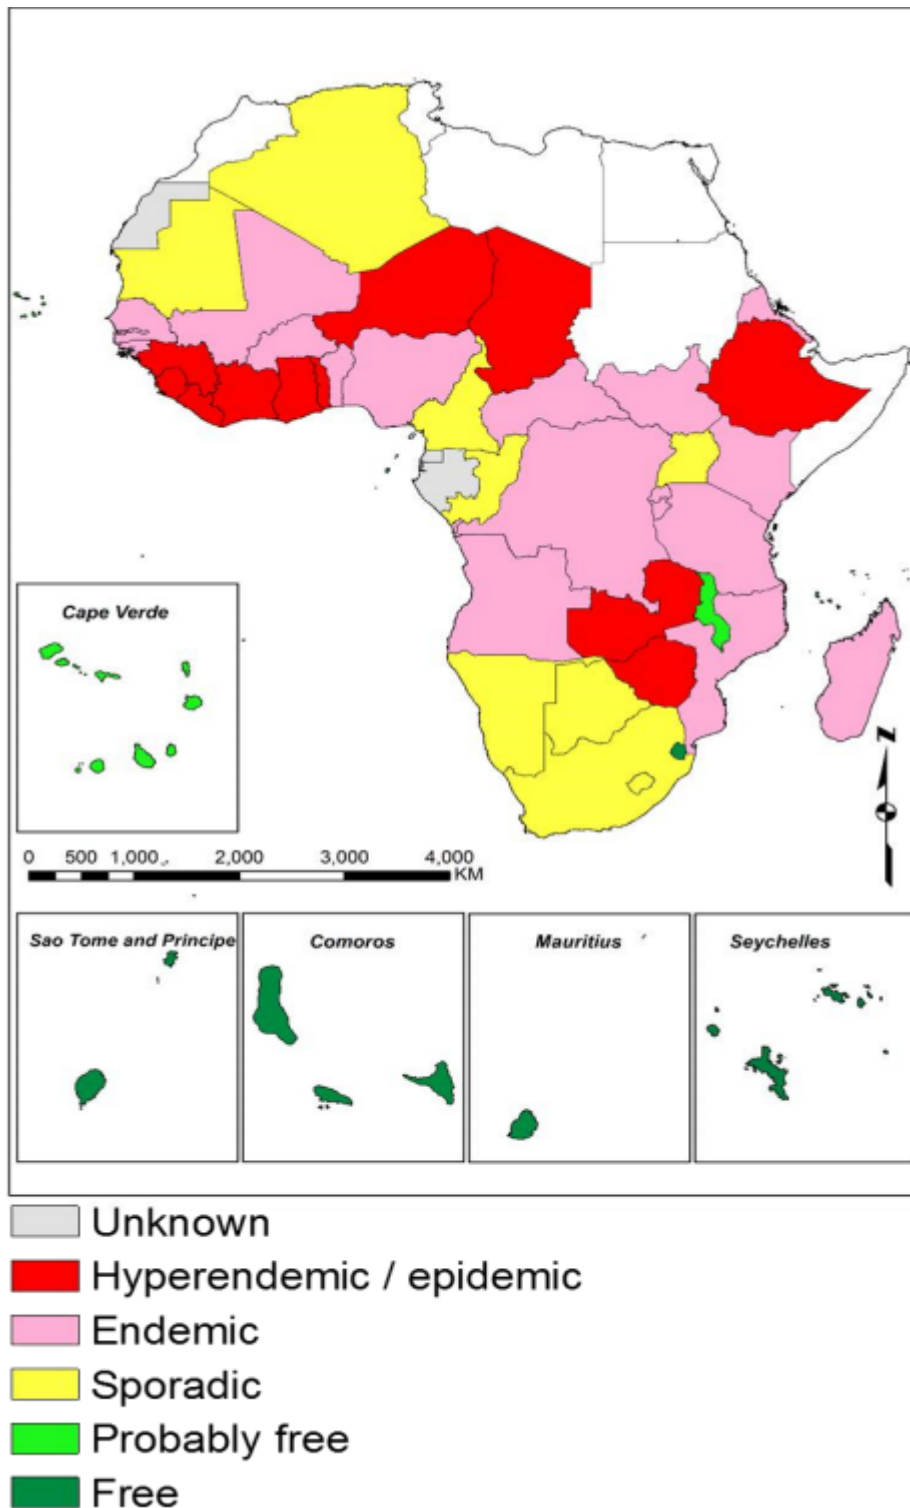 Cape Verde
0 500 1,000 2,000 3,000 4,000
KM
N
Sao Tome and Principe
Comoros
Mauritius
Seychelles
Unknown
Hyperendemic / epidemic
Endemic
Sporadic
Probably free
Free